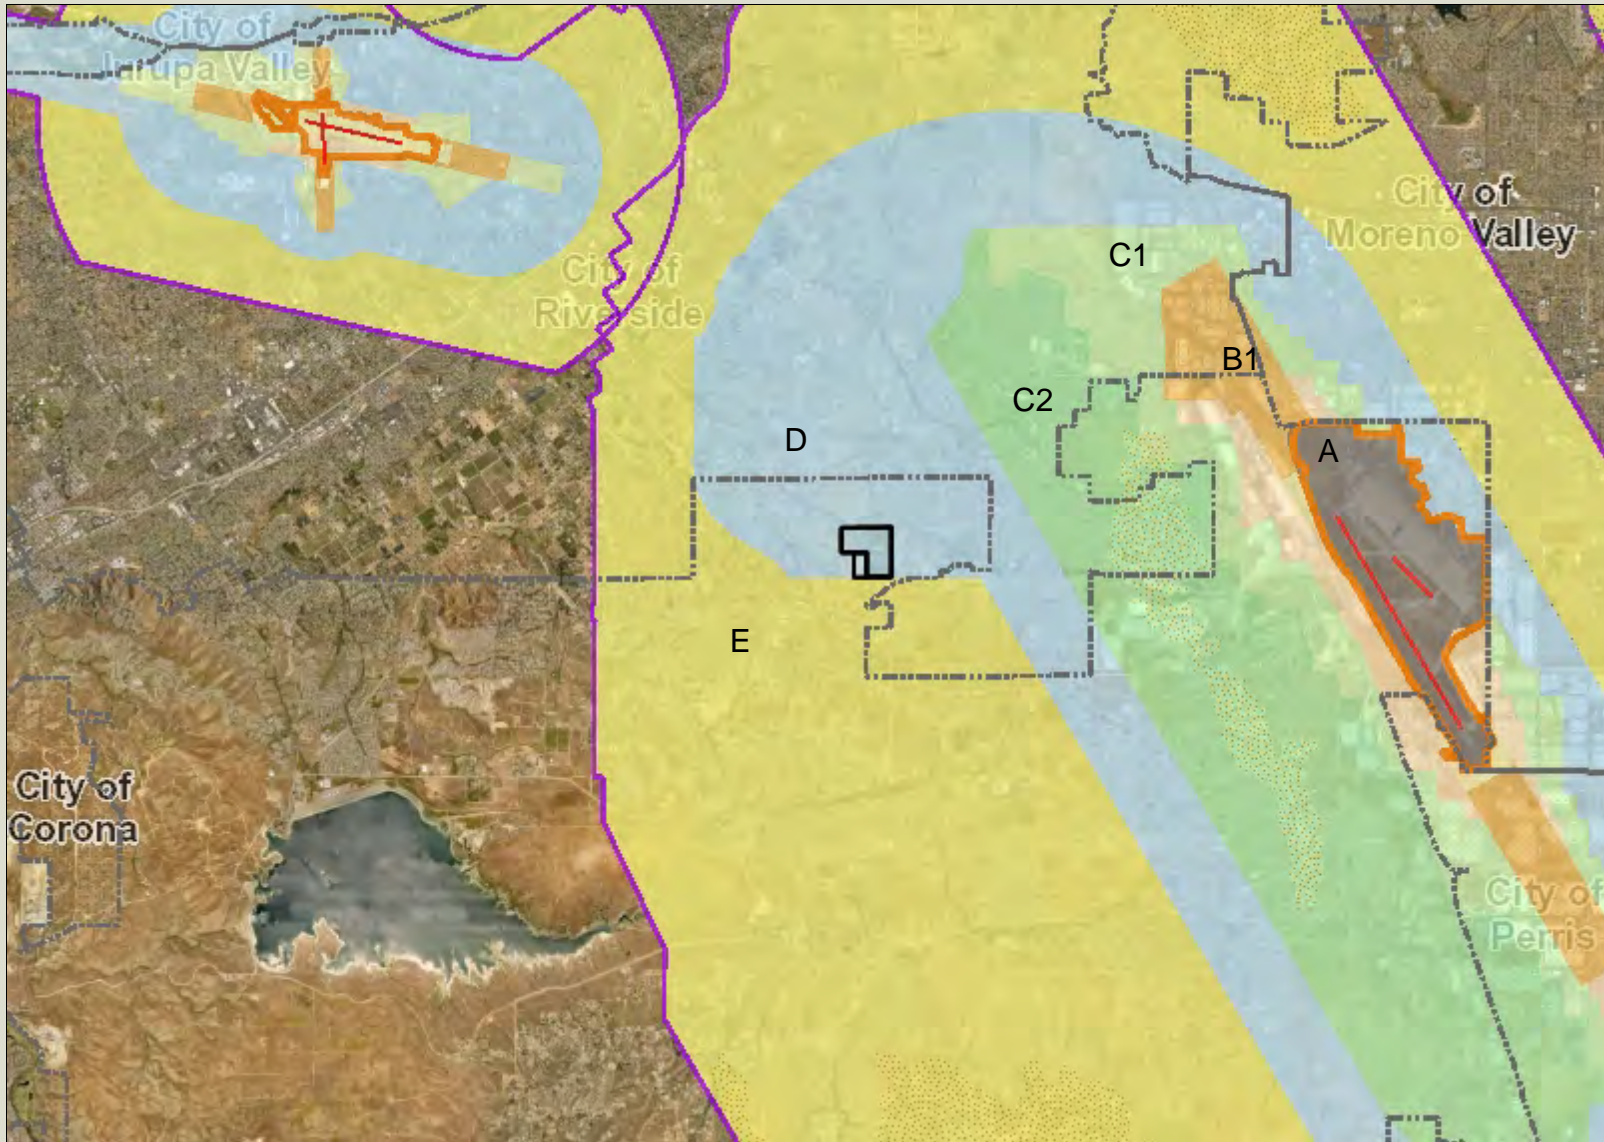 City of
Jurupa Valley
City of
Moreno Valley
C1
City of
Riverside
B1
C2
D
A
E
City of
Corona
City of
Perris